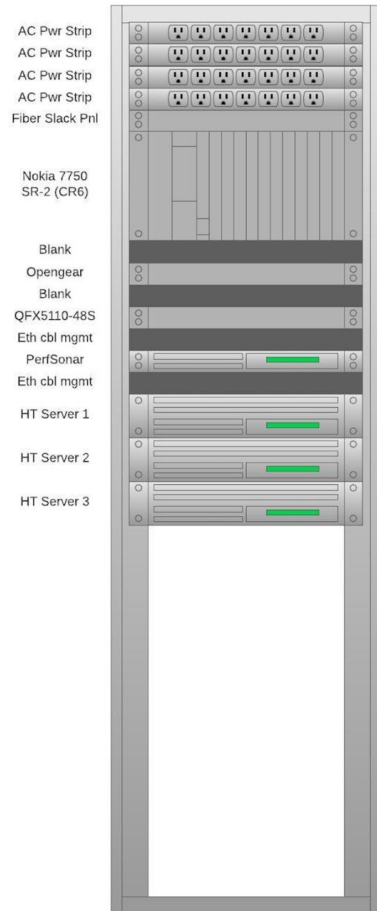 AC Pwr Strip
AC Pwr Strip
AC Pwr Strip
AC Pwr Strip
Fiber Slack Pnl
Nokia 7750
SR-2 (CR6)
Blank
Opengear
Blank
QFX5110-48S
Eth cbl mgmt
PerfSonar
Eth cbl mgmt
HT Server 1
HT Server 2
HT Server 3